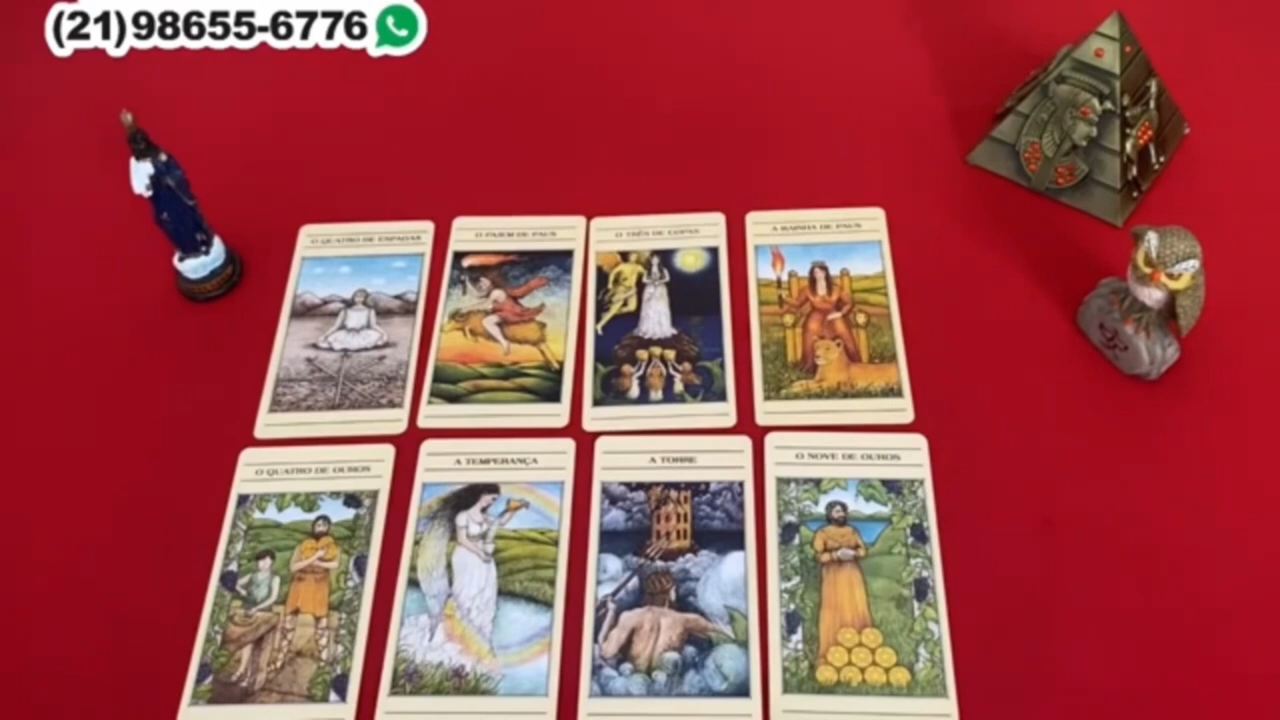 (21)98655-6776
O QUATRO DE ESPADAS
O PAJEM DE PAUS
O TRÊS DE COPAS
A RAINHA DE PAUS
O QUATRO DE OUROS
A TEMPERANÇA
A TORRE
O NOVE DE OUROS